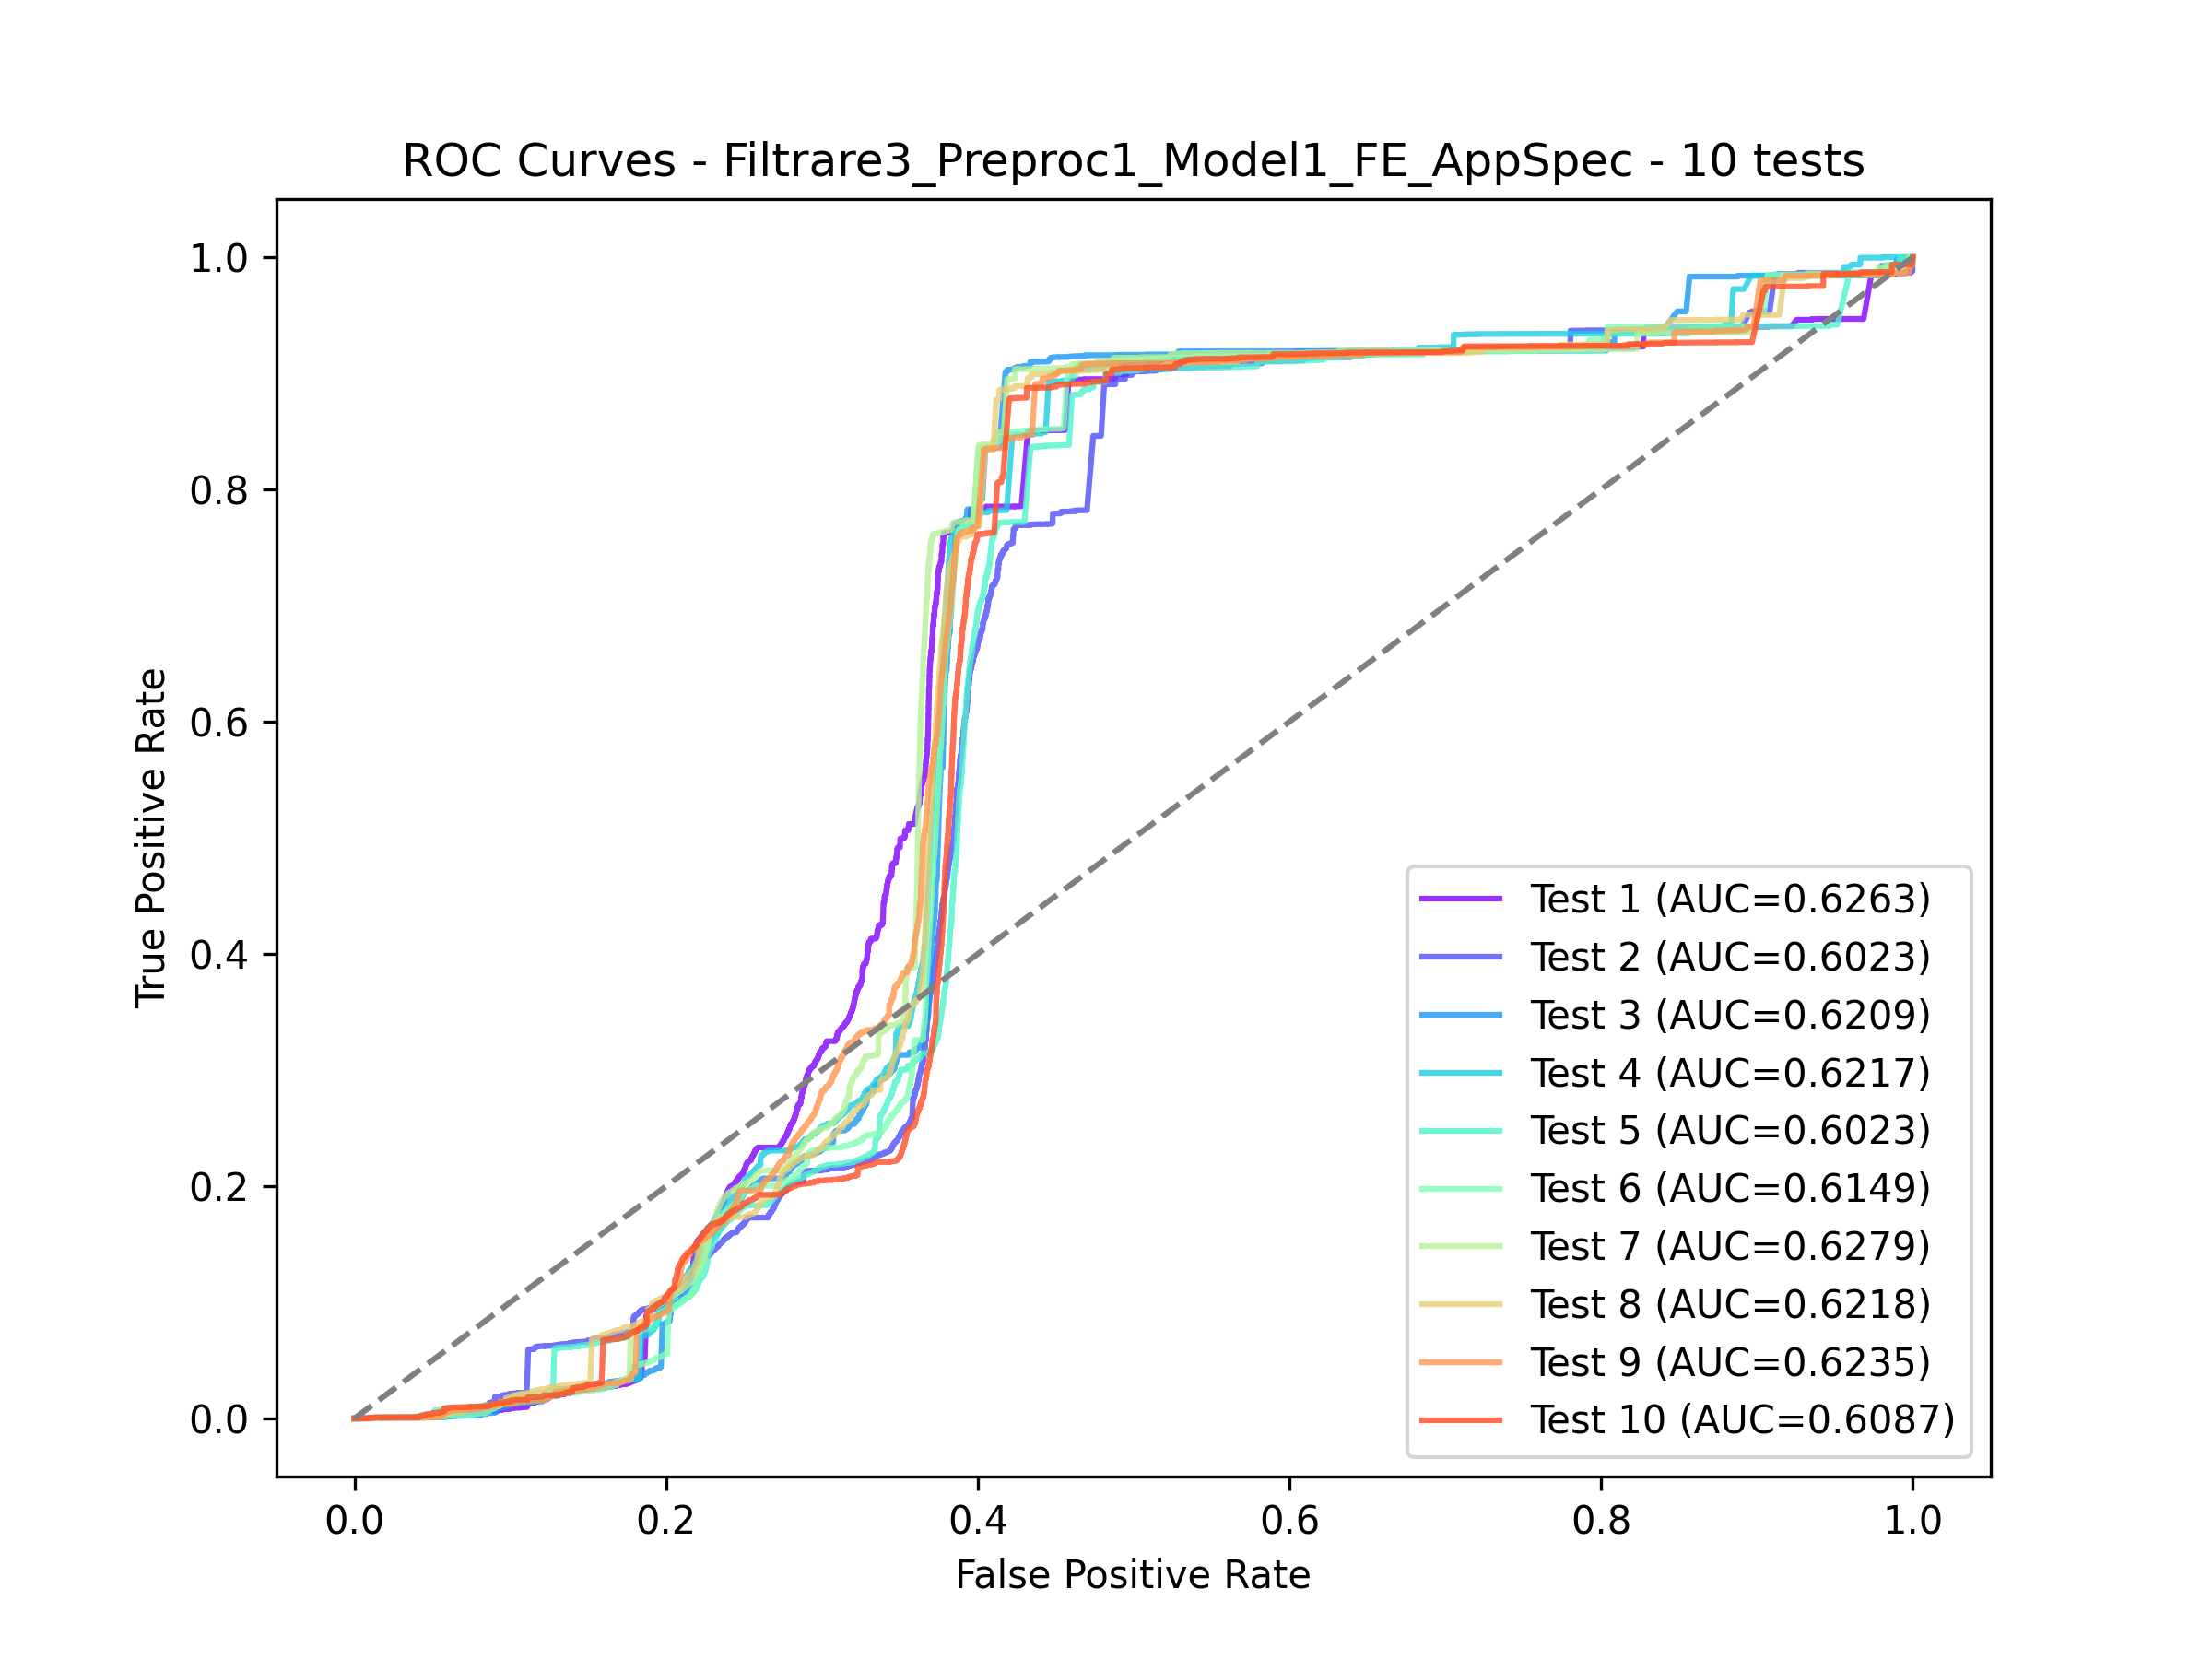 ROC Curves - Filtrare3_Preproc1_Model1_FE_AppSpec - 10 tests
True Positive Rate
1.0
0.8
0.6
0.4
0.2
0.0
Test 1 (AUC=0.6263)
Test 2 (AUC=0.6023)
Test 3 (AUC=0.6209)
Test 4 (AUC=0.6217)
Test 5 (AUC=0.6023)
Test 6 (AUC=0.6149)
Test 7 (AUC=0.6279)
Test 8 (AUC=0.6218)
Test 9 (AUC=0.6235)
Test 10 (AUC=0.6087)
0.0 0.2 0.4 0.6 0.8 1.0
False Positive Rate